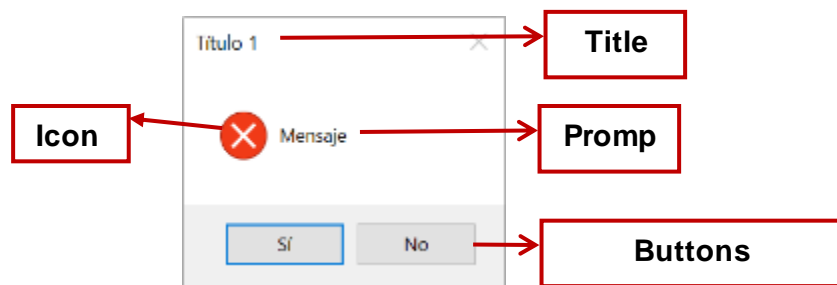 Título 1
Title
Icon
Mensaje
Promp
Sí
No
Buttons